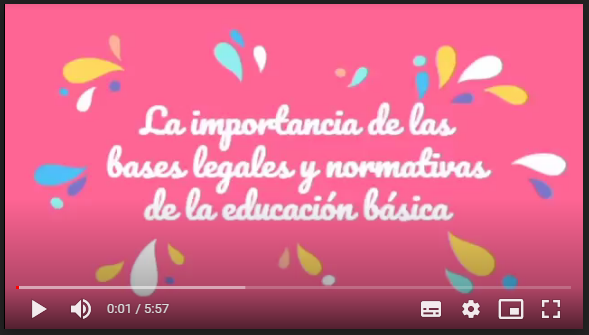 La importancia de las
bases legales y normativas
de la educación básica
0:01 / 5:57